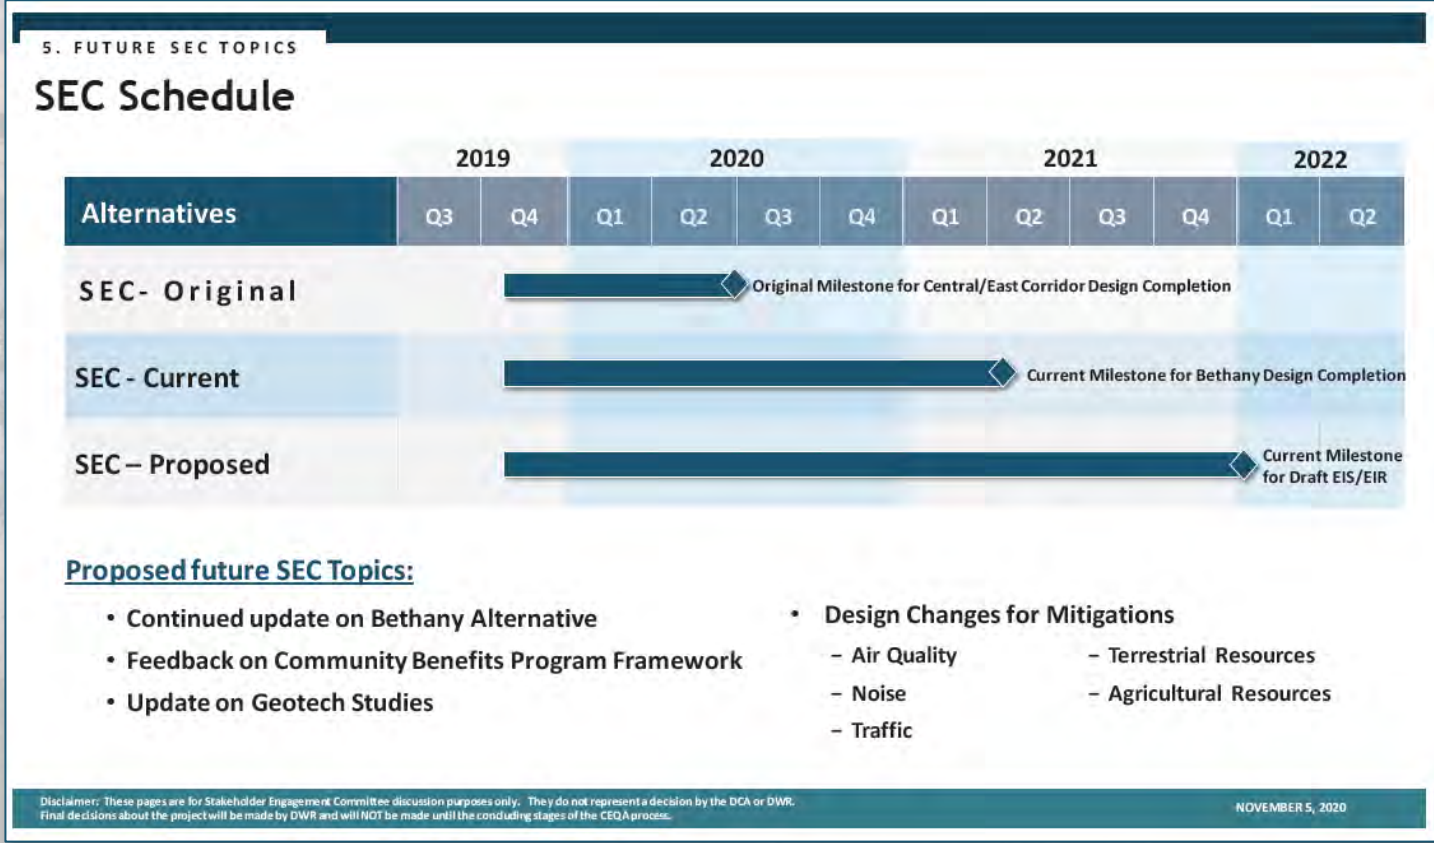 5. FUTURE SEC TOPICS
SEC Schedule
2019 2020 2021 2022
Alternatives Q3 Q4 Q1 Q2 Q3 Q4 Q1 Q2 Q3 Q4 Q1 Q2
SEC- Original
Original Milestone for Central/East Corridor Design Completion
SEC - Current
Current Milestone for Bethany Design Completion
SEC – Proposed
Current Milestone
for Draft EIS/EIR
Proposed future SEC Topics:
• Continued update on Bethany Alternative
• Feedback on Community Benefits Program Framework
• Update on Geotech Studies
• Design Changes for Mitigations
– Air Quality
– Noise
– Traffic
– Terrestrial Resources
– Agricultural Resources
Disclaimer: These pages are for Stakeholder Engagement Committee discussion purposes only. They do not represent a decision by the DCA or DWR.
Final decisions about the project will be made by DWR and will NOT be made until the concluding stages of the CEQA process.
NOVEMBER 5, 2020